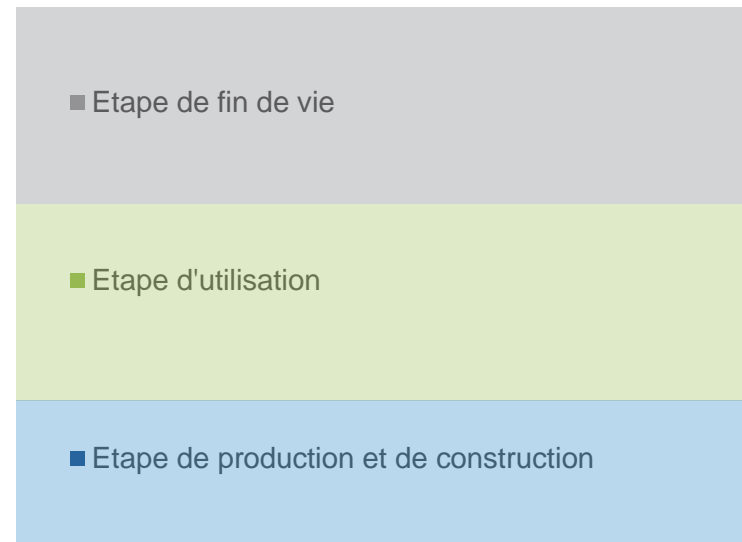 Etape de fin de vie
Etape d'utilisation
Etape de production et de construction